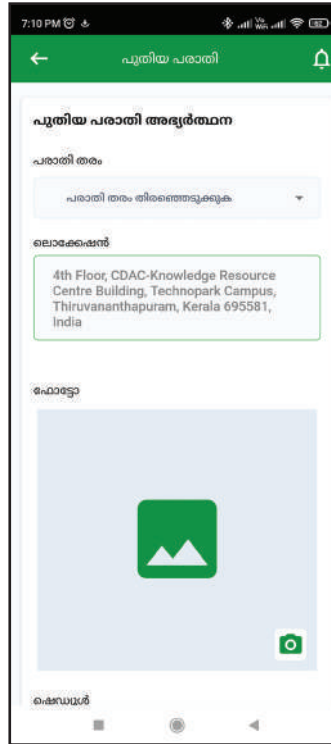 7:10 PM
പുതിയ പരാതി
പുതിയ പരാതി അഭ്യർത്ഥന
പരാതി തരം
പരാതി തരം തിരഞ്ഞെടുക്കുക
ലൊക്കേഷൻ
4th Floor, CDAC-Knowledge Resource
Centre Building, Technopark Campus,
Thiruvananthapuram, Kerala 695581,
India
ഫോട്ടോ
ഷെഡ്യൂൾ